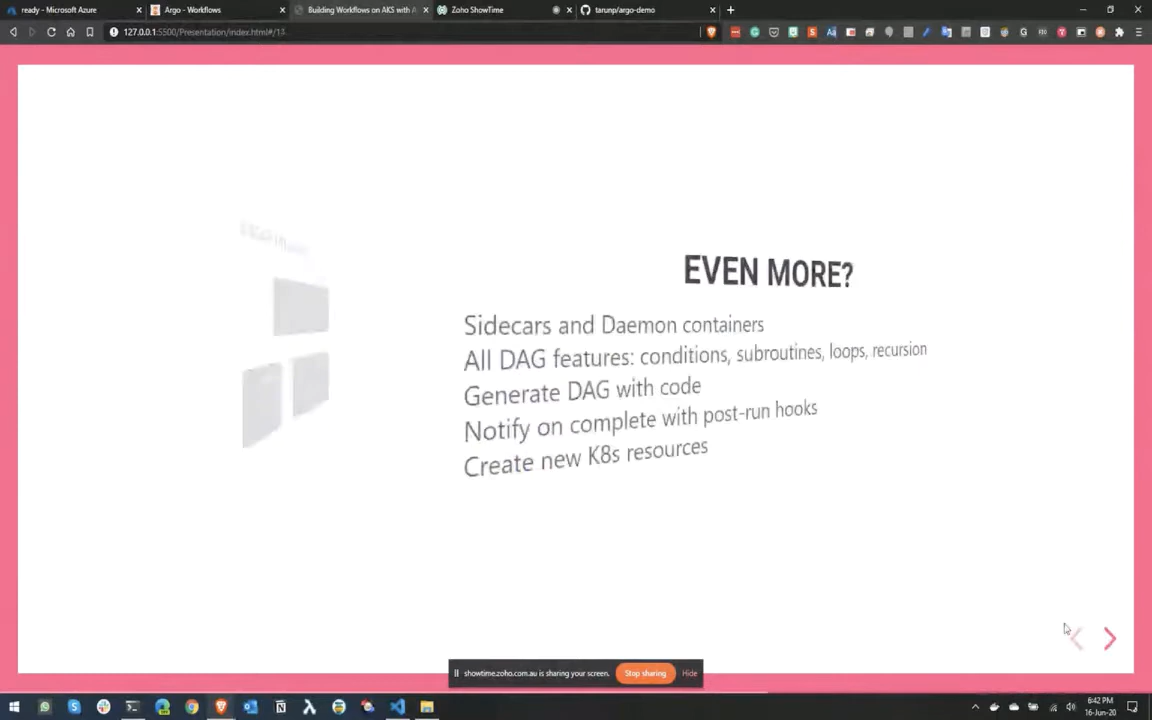 ready - Microsoft Azure
Argo - Workflows
Building Workflows on AKS with A
Zoho ShowTime
tarunp/argo-demo
127.0.0.1:5500/Presentation/index.html#/13
EVEN MORE?
Sidecars and Daemon containers
All DAG features: conditions, subroutines, loops, recursion
Generate DAG with code
Notify on complete with post-run hooks
Create new K8s resources
showtime.zoho.com.au is sharing your screen.
Stop sharing
Hide
6:42 PM
16-Jun-20